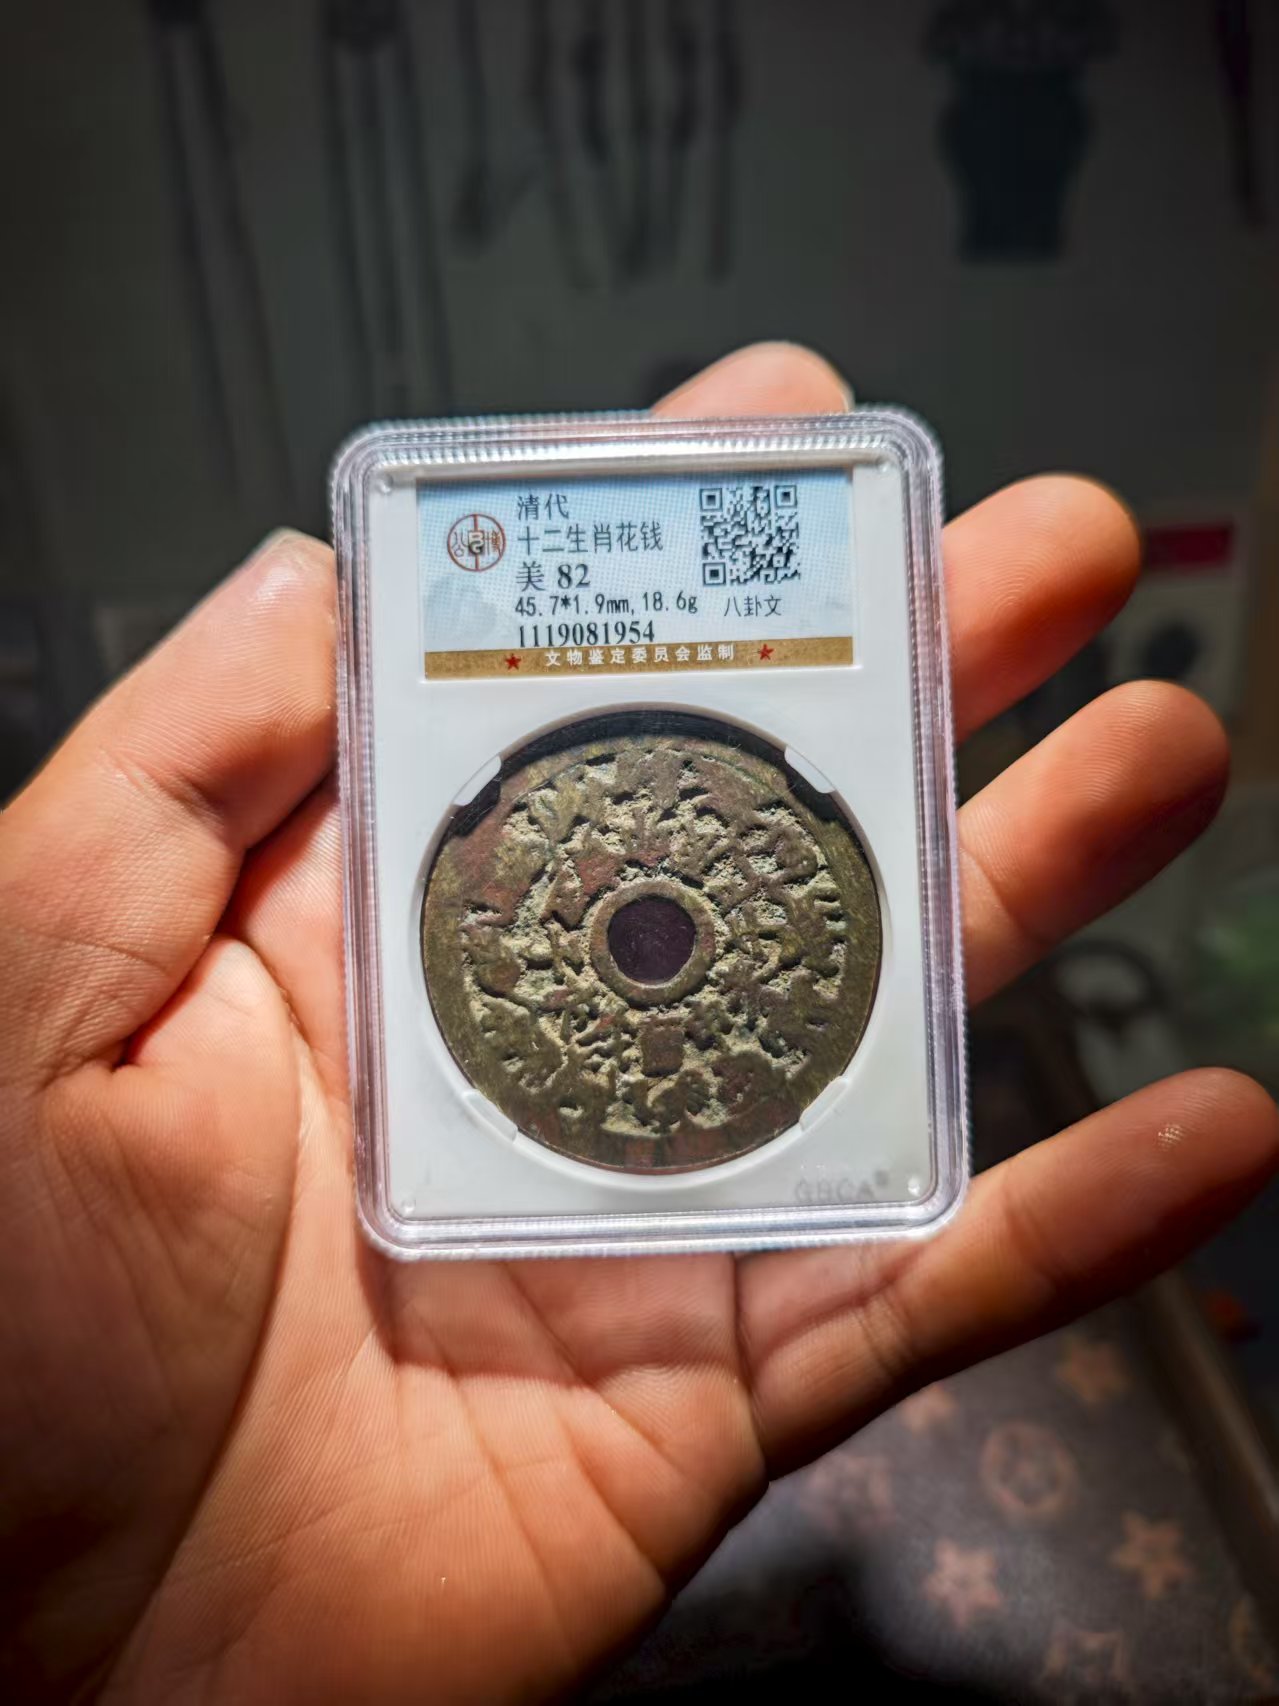 清代
十二生肖花钱
美 82
45.7*1.9mm,18.6g 八卦文
1119081954
文物鉴定委员会监制
GBCA